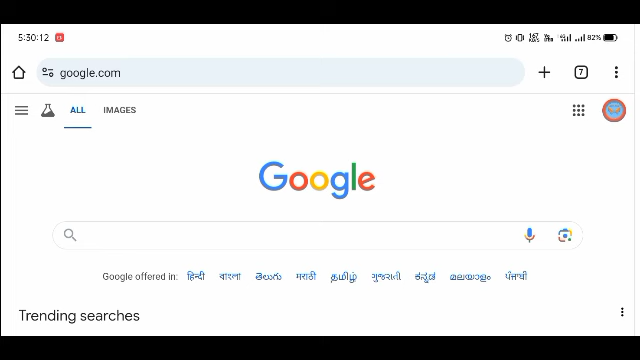 5:30:12 82%
google.com 7
ALL IMAGES
Google
Google offered in: हिन्दी বাংলা తెలుగు मराठी தமிழ் ગુજરાતી ಕನ್ನಡ മലയാളം ਪੰਜਾਬੀ
Trending searches